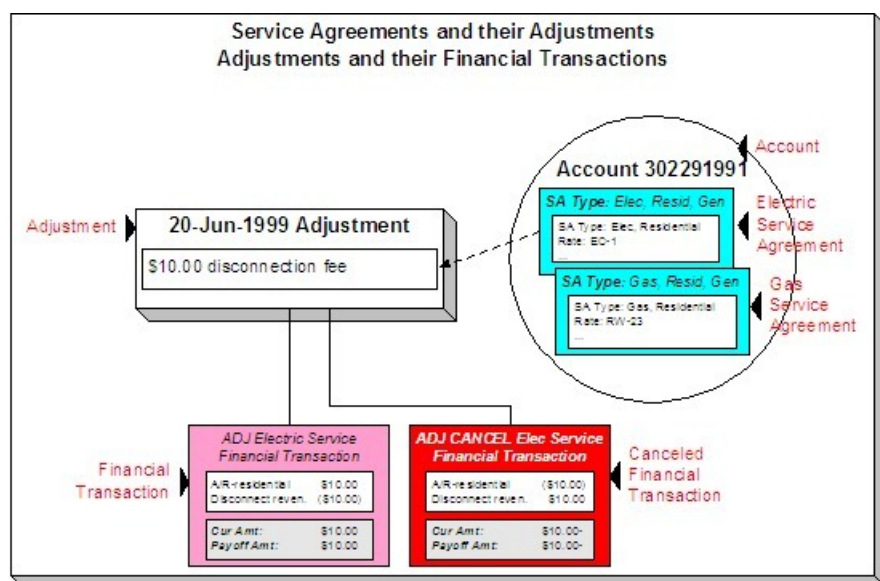 Service Agreements and their Adjustments
Adjustments and their Financial Transactions
Account
Account 302291991
SA Type: Elec, Resid, Gen
SA Type: Elec, Residential
Rate: EC-1
...
Electric
Service
Agreement
Adjustment
20-Jun-1999 Adjustment
$10.00 disconnection fee
SA Type: Gas, Resid, Gen
SA Type: Gas, Residential
Rate: RW-23
...
Gas
Service
Agreement
Financial
Transaction
ADJ Electric Service
Financial Transaction
A/R-residential $10.00
Disconnect reven. ($10.00)
Cur Amt: $10.00
Payoff Amt: $10.00
ADJ CANCEL Elec Service
Financial Transaction
A/R-residential ($10.00)
Disconnect reven. $10.00
Cur Amt: $10.00-
Payoff Amt: $10.00-
Canceled
Financial
Transaction